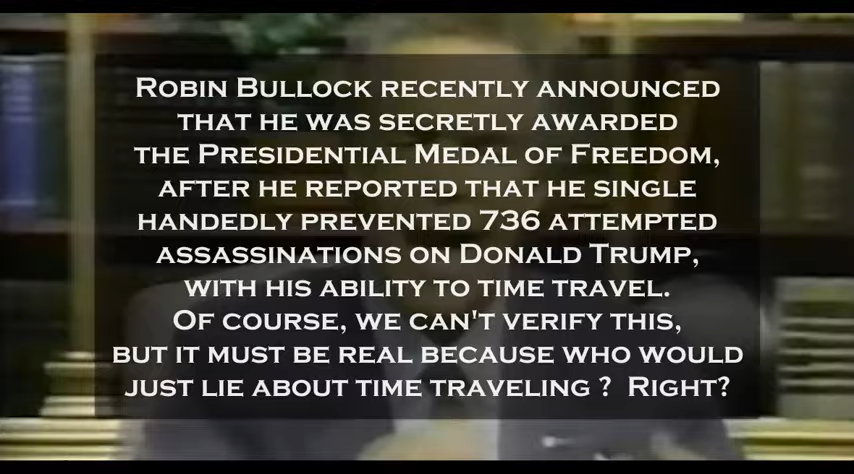 Robin Bullock recently announced
that he was secretly awarded
the Presidential Medal of Freedom,
after he reported that he single
handedly prevented 736 attempted
assassinations on Donald Trump,
with his ability to time travel.
Of course, we can't verify this,
but it must be real because who would
just lie about time traveling ?  Right?